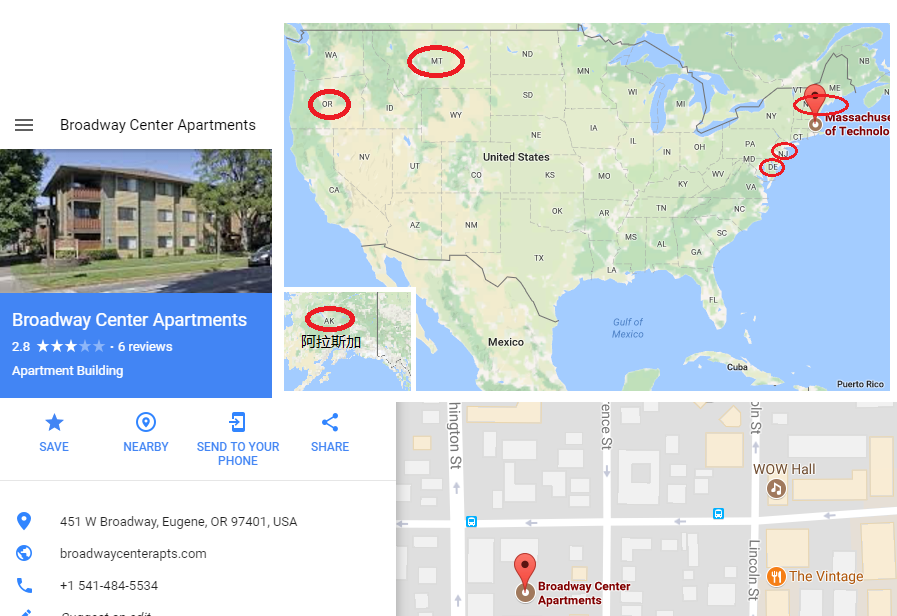 Broadway Center Apartments
Broadway Center Apartments
2.8 ★★★★★ · 6 reviews
Apartment Building
SAVE
NEARBY
SEND TO YOUR
PHONE
SHARE
451 W Broadway, Eugene, OR 97401, USA
broadwaycenterapts.com
+1 541-484-5534
Suggest an edit
WA
MT
ND
MN
OR
ID
WY
SD
WI
MI
VT
ME
NB
NY
Massachuse
of Technolo
CT
NV
UT
CO
NE
IA
IL
IN
OH
PA
NJ
MD
DE
United States
KS
MO
KY
WV
VA
CA
AZ
NM
OK
AR
TN
NC
SC
TX
LA
MS
AL
GA
FL
Gulf of
Mexico
Mexico
Cuba
Puerto Rico
AK
阿拉斯加
hington St
ence St
oln St
WOW Hall
Lincoln St
The Vintage
Broadway Center
Apartments